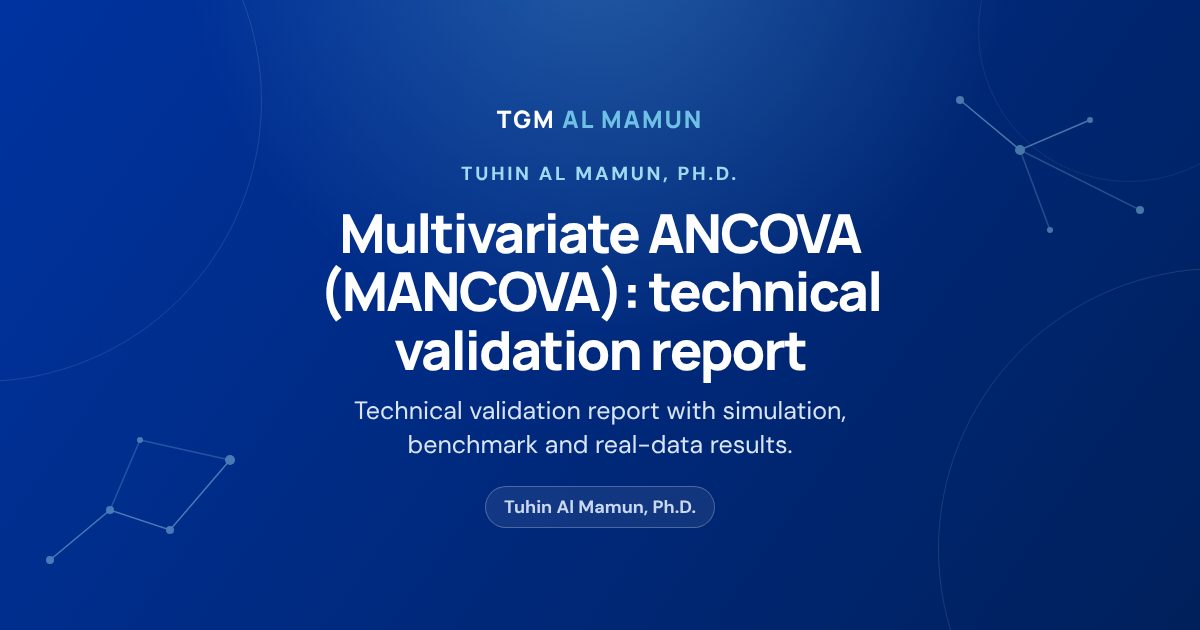 TGM AL MAMUN
TUHIN AL MAMUN, PH.D.
Multivariate ANCOVA
(MANCOVA): technical
validation report
Technical validation report with simulation,
benchmark and real-data results.
Tuhin Al Mamun, Ph.D.